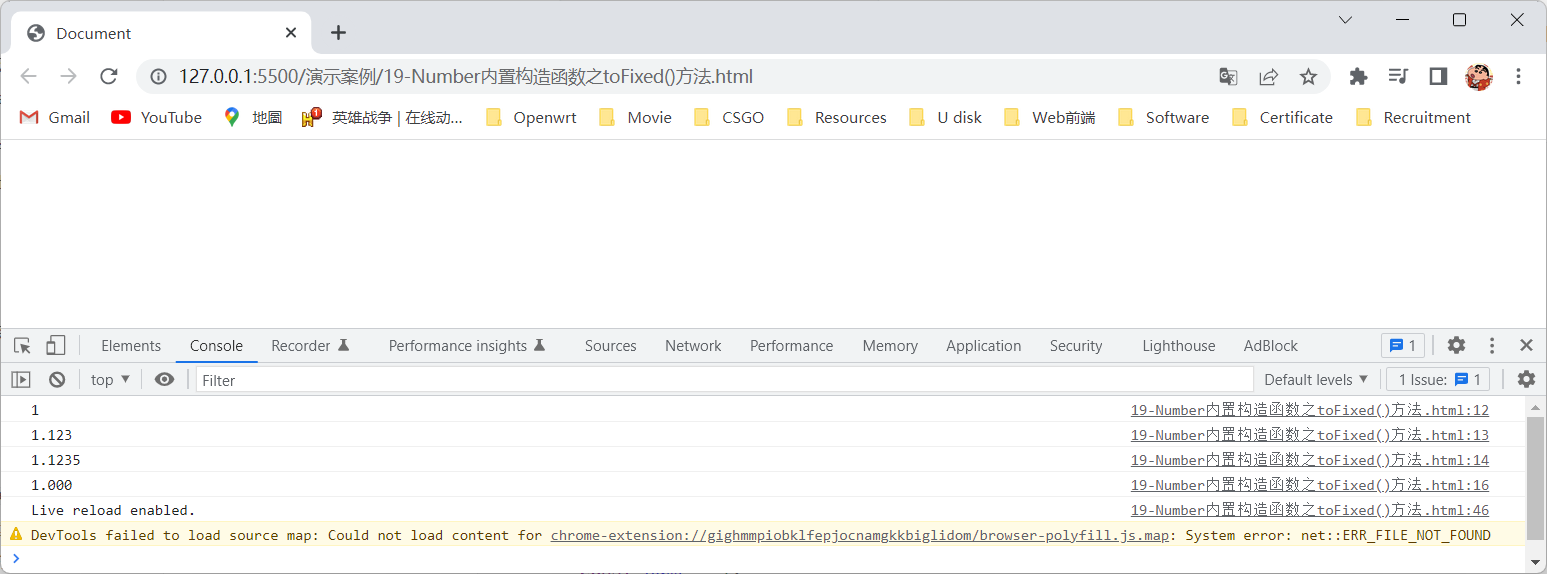 Document
127.0.0.1:5500/演示案例/19-Number内置构造函数之toFixed()方法.html
Gmail YouTube 地圖 1 英雄战争 | 在线动... Openwrt Movie CSGO Resources U disk Web前端 Software Certificate Recruitment
Elements Console Recorder Performance insights Sources Network Performance Memory Application Security Lighthouse AdBlock 1
top Filter Default levels 1 Issue: 1
1 19-Number内置构造函数之toFixed()方法.html:12
1.123 19-Number内置构造函数之toFixed()方法.html:13
1.1235 19-Number内置构造函数之toFixed()方法.html:14
1.000 19-Number内置构造函数之toFixed()方法.html:16
Live reload enabled. 19-Number内置构造函数之toFixed()方法.html:46
DevTools failed to load source map: Could not load content for chrome-extension://gighmmpiobklfepjocnamgkkbiglidom/browser-polyfill.js.map: System error: net::ERR_FILE_NOT_FOUND